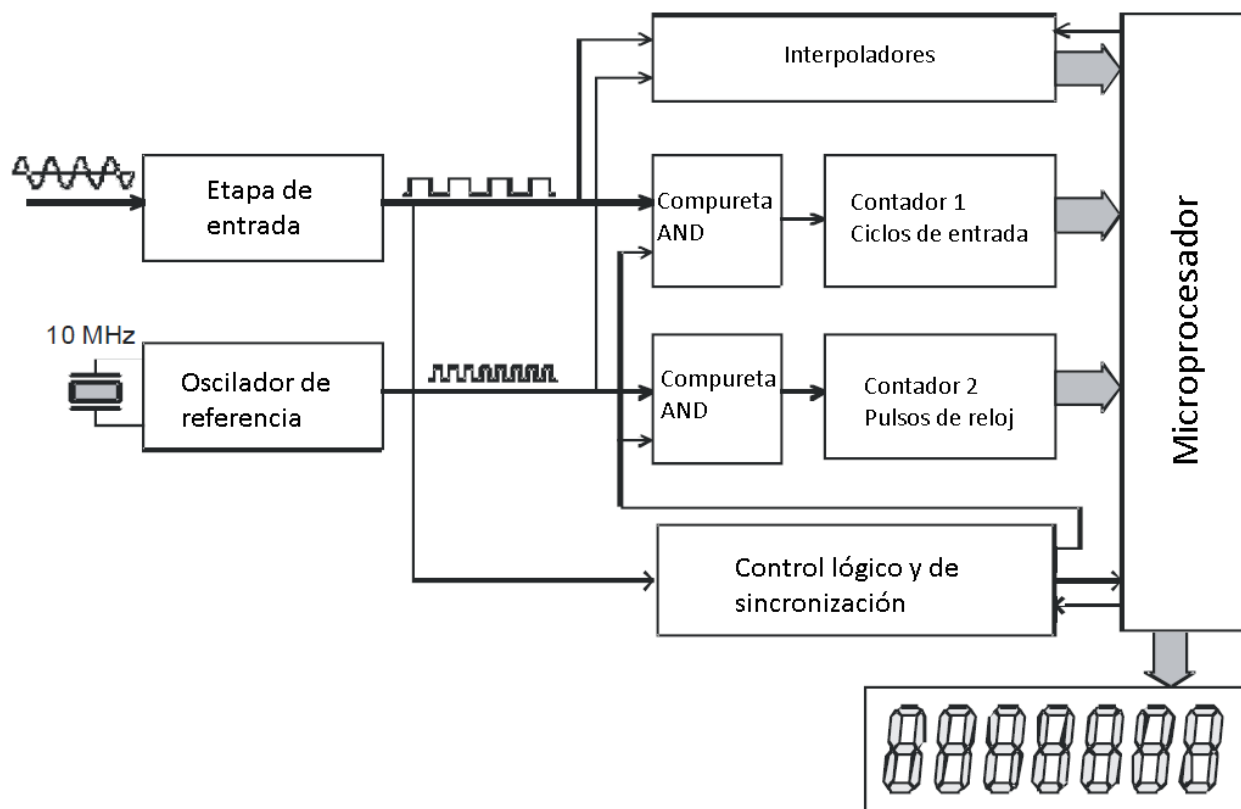 Interpoladores
Etapa de
entrada
Compureta
AND
Contador 1
Ciclos de entrada
10 MHz
Oscilador de
referencia
Compureta
AND
Contador 2
Pulsos de reloj
Microprocesador
Control lógico y de
sincronización